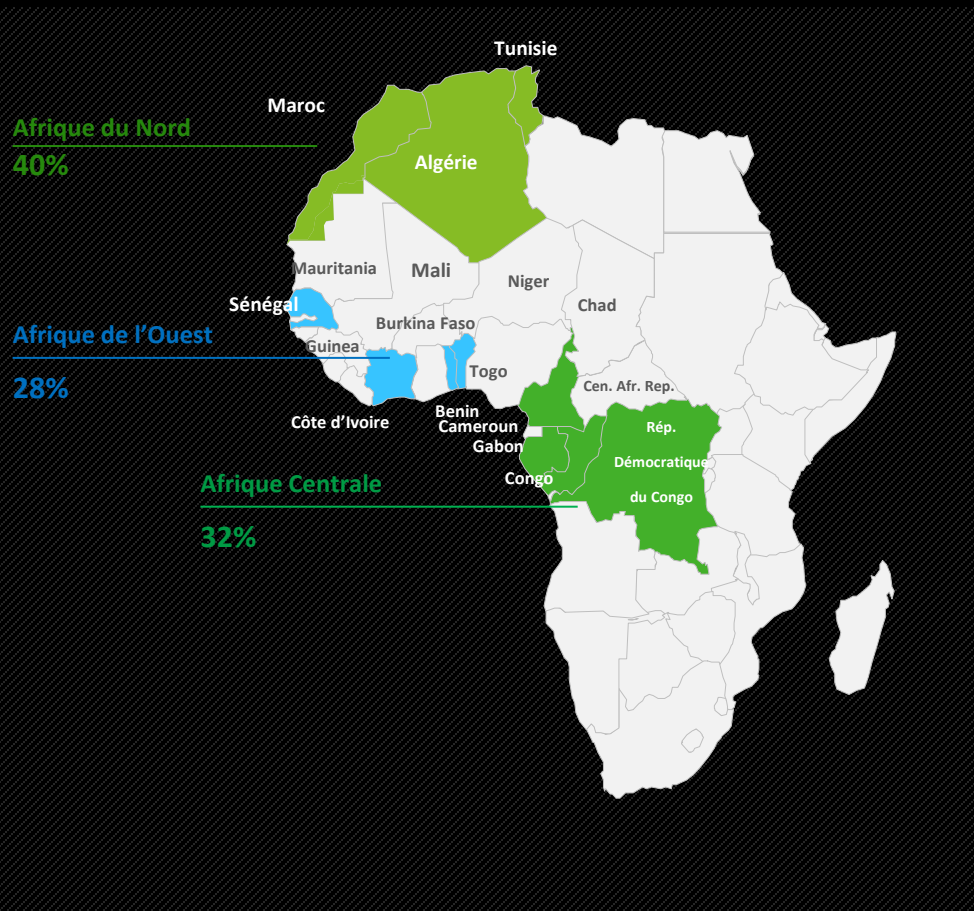 Tunisie
Maroc
Afrique du Nord
40%
Algérie
Mauritania
Mali
Niger
Chad
Sénégal
Burkina Faso
Afrique de l’Ouest
Guinea
28%
Togo
Cen. Afr. Rep.
Benin
Côte d’Ivoire
Cameroun
Rép.
Gabon
Démocratique
Congo
Afrique Centrale
du Congo
32%